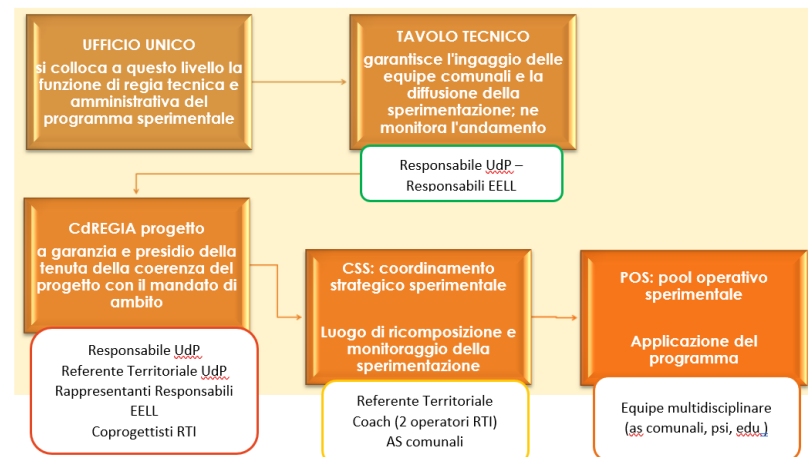 UFFICIO UNICO
si colloca a questo livello la
funzione di regia tecnica e
amministrativa del
programma sperimentale
TAVOLO TECNICO
garantisce l'ingaggio delle
equipe comunali e la
diffusione della
sperimentazione; ne
monitora l'andamento
Responsabile UdP –
Responsabili EELL
CdREGIA progetto
a garanzia e presidio della
tenuta della coerenza del
progetto con il mandato di
ambito
Responsabile UdP
Referente Territoriale UdP
Rappresentanti Responsabili
EELL
Coprogettisti RTI
CSS: coordinamento
strategico sperimentale
Luogo di ricomposizione e
monitoraggio della
sperimentazione
Referente Territoriale
Coach (2 operatori RTI)
AS comunali
POS: pool operativo
sperimentale
Applicazione del
programma
Equipe multidisciplinare
(as comunali, psi, edu.)